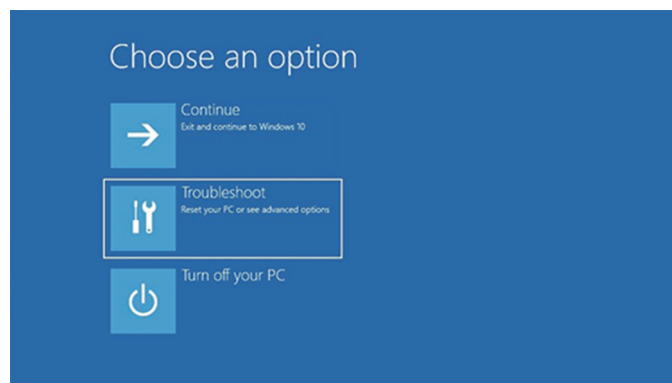 Choose an option
Continue
Exit and continue to Windows 10
Troubleshoot
Reset your PC or see advanced options
Turn off your PC